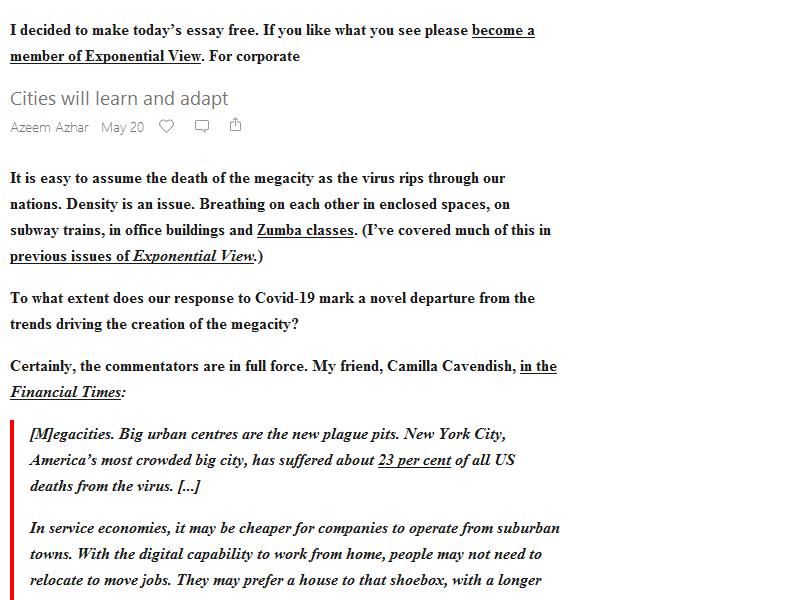 I decided to make today’s essay free. If you like what you see please become a
member of Exponential View. For corporate
Cities will learn and adapt
Azeem Azhar May 20
It is easy to assume the death of the megacity as the virus rips through our
nations. Density is an issue. Breathing on each other in enclosed spaces, on
subway trains, in office buildings and Zumba classes. (I’ve covered much of this in
previous issues of Exponential View.)
To what extent does our response to Covid-19 mark a novel departure from the
trends driving the creation of the megacity?
Certainly, the commentators are in full force. My friend, Camilla Cavendish, in the
Financial Times:
[M]egacities. Big urban centres are the new plague pits. New York City,
America’s most crowded big city, has suffered about 23 per cent of all US
deaths from the virus. [...]
In service economies, it may be cheaper for companies to operate from suburban
towns. With the digital capability to work from home, people may not need to
relocate to move jobs. They may prefer a house to that shoebox, with a longer